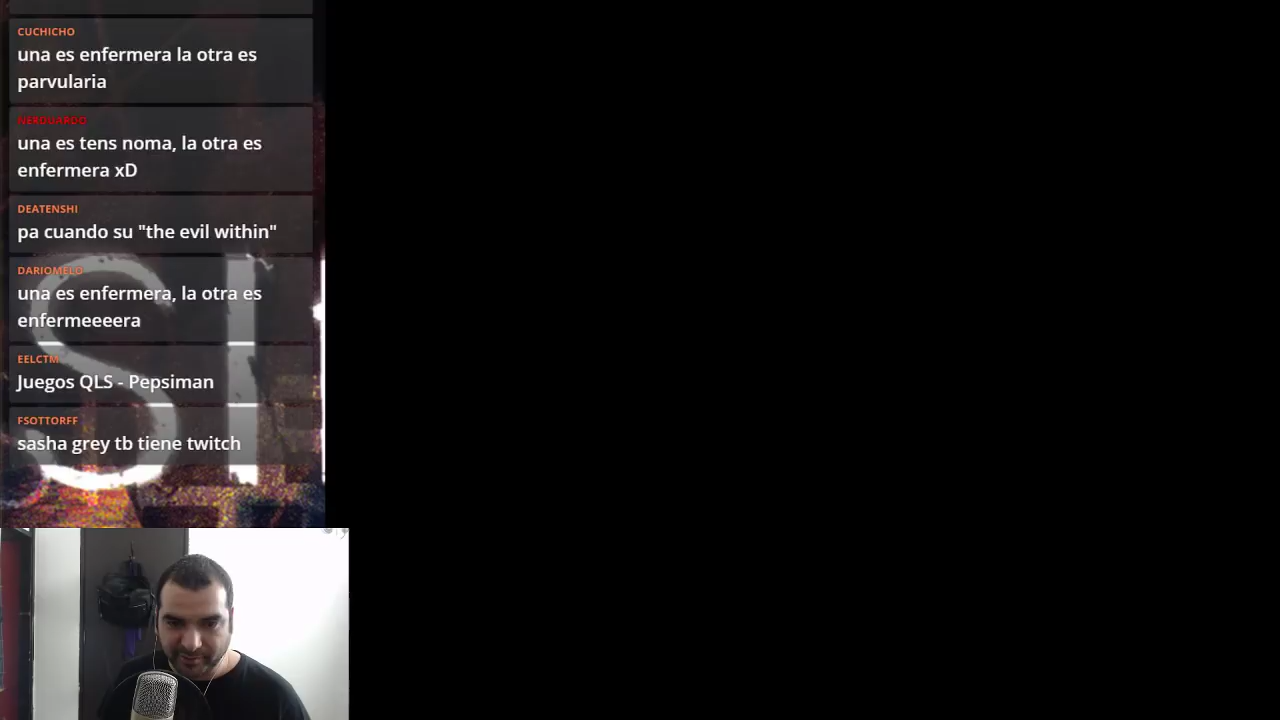 CUCHICHO
una es enfermera la otra es
parvularia
NERDUARDO
una es tens noma, la otra es
enfermera xD
DEATENSHI
pa cuando su "the evil within"
DARIOMELO
una es enfermera, la otra es
enfermeeeera
EELCTM
Juegos QLS - Pepsiman
FSOTTORFF
sasha grey tb tiene twitch